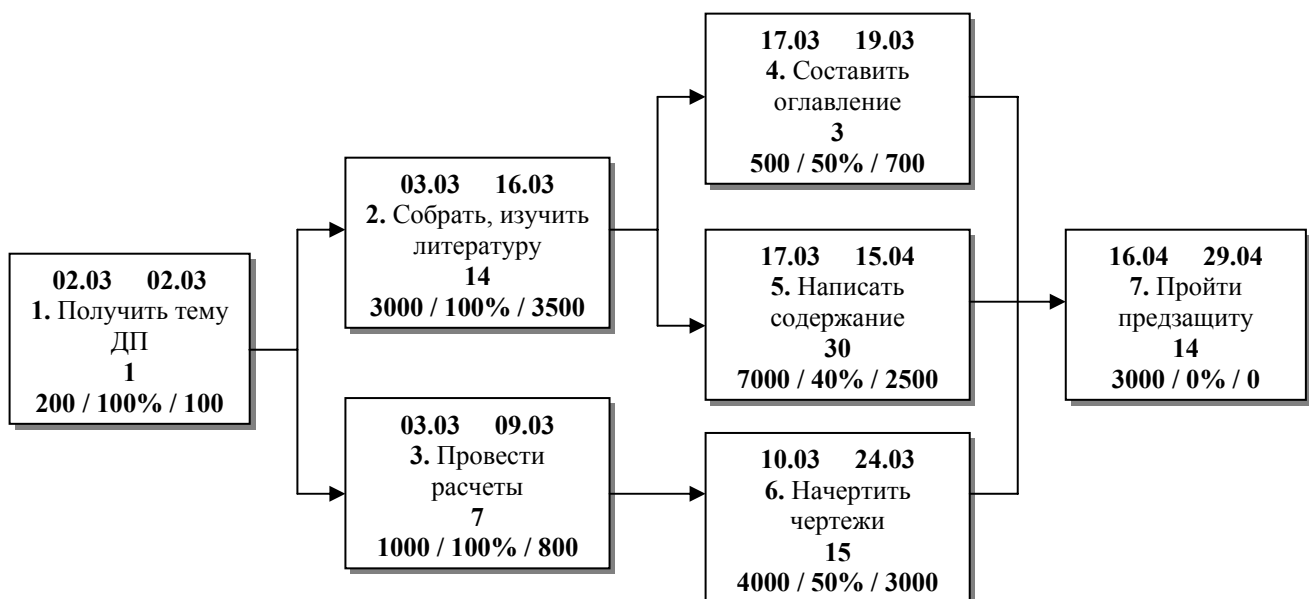 02.03 02.03
1. Получить тему
ДП
1
200 / 100% / 100
03.03 16.03
2. Собрать, изучить
литературу
14
3000 / 100% / 3500
03.03 09.03
3. Провести
расчеты
7
1000 / 100% / 800
17.03 19.03
4. Составить
оглавление
3
500 / 50% / 700
17.03 15.04
5. Написать
содержание
30
7000 / 40% / 2500
10.03 24.03
6. Начертить
чертежи
15
4000 / 50% / 3000
16.04 29.04
7. Пройти
предзащиту
14
3000 / 0% / 0